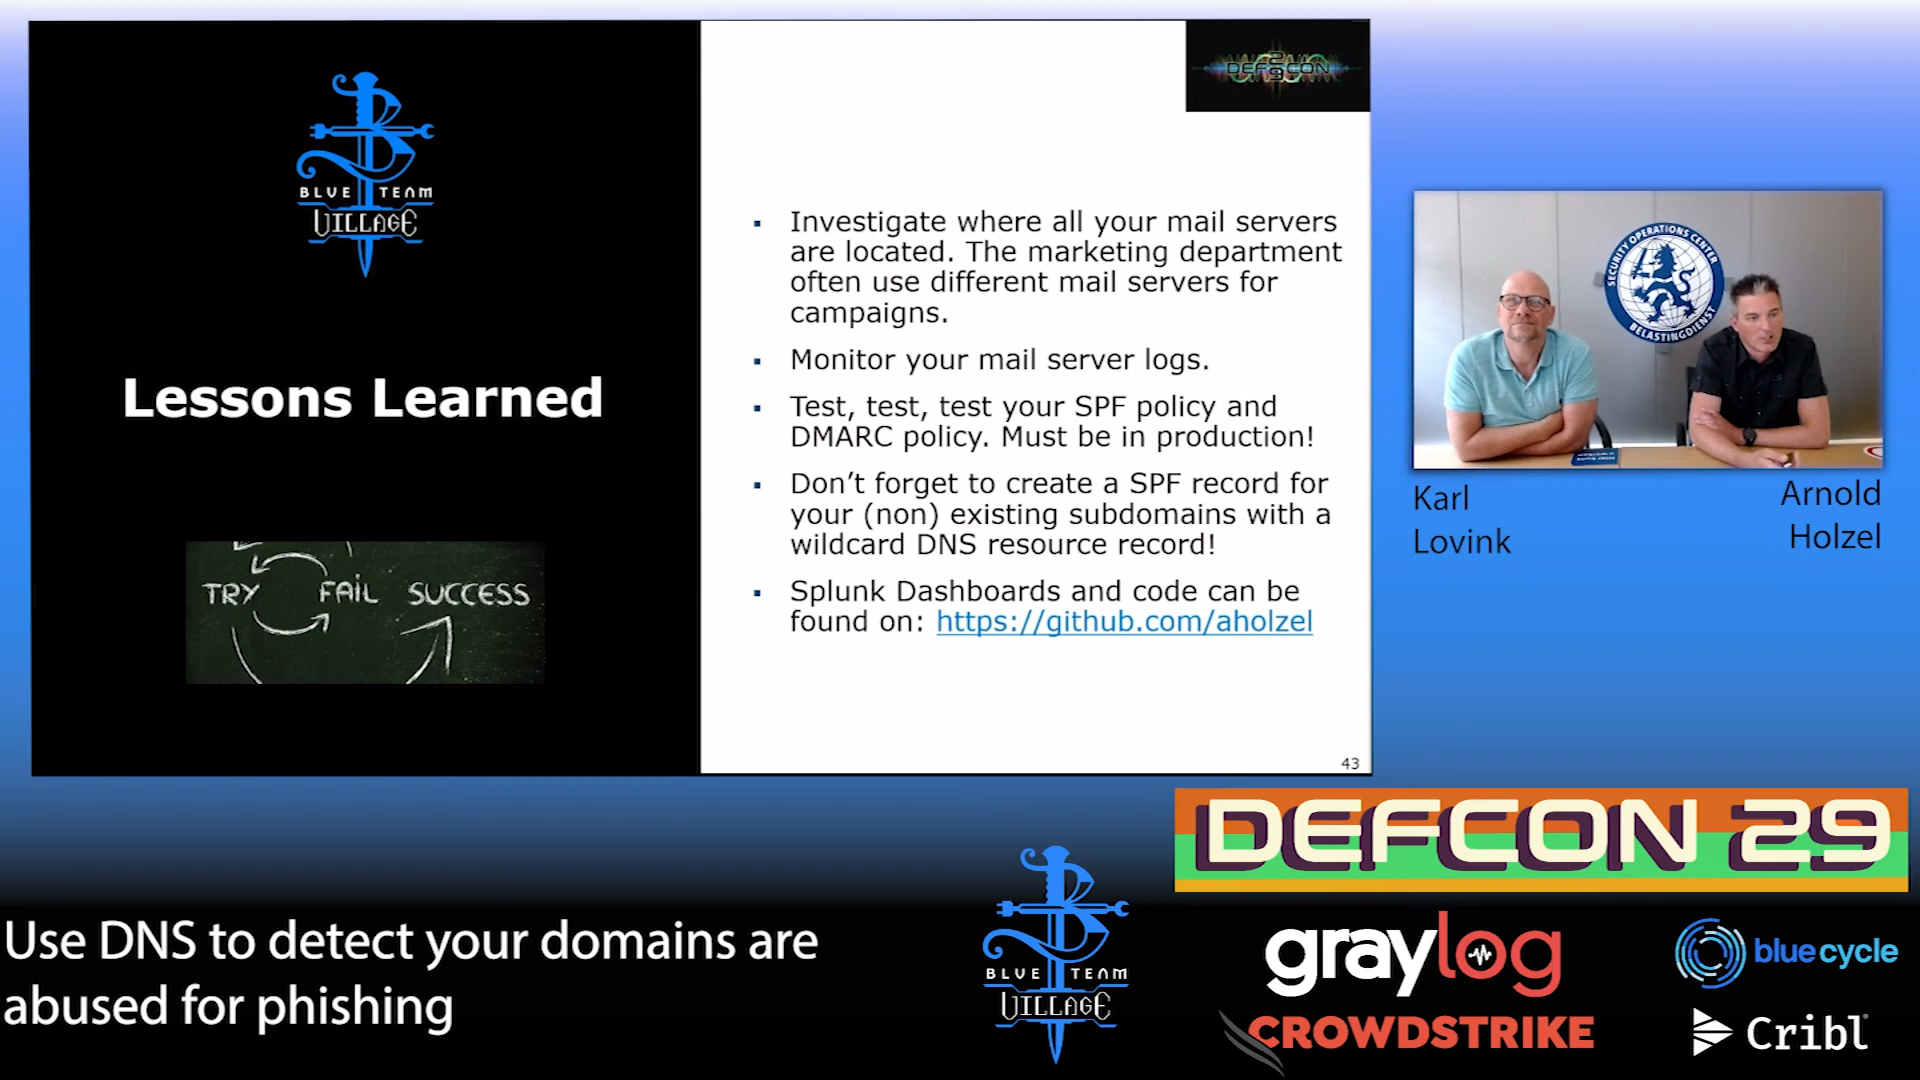 BLUE TEAM
VILLAGE
Lessons Learned
TRY FAIL SUCCESS
DEFCON
▪ Investigate where all your mail servers
are located. The marketing department
often use different mail servers for
campaigns.
▪ Monitor your mail server logs.
▪ Test, test, test your SPF policy and
DMARC policy. Must be in production!
▪ Don’t forget to create a SPF record for
your (non) existing subdomains with a
wildcard DNS resource record!
▪ Splunk Dashboards and code can be
found on: https://github.com/aholzel
43
SECURITY OPERATIONS CENTER
BELASTINGDIENST
Karl
Lovink
Arnold
Holzel
DEFCON 29
Use DNS to detect your domains are
abused for phishing
BLUE TEAM
VILLAGE
graylog
bluecycle
CROWDSTRIKE
Cribl